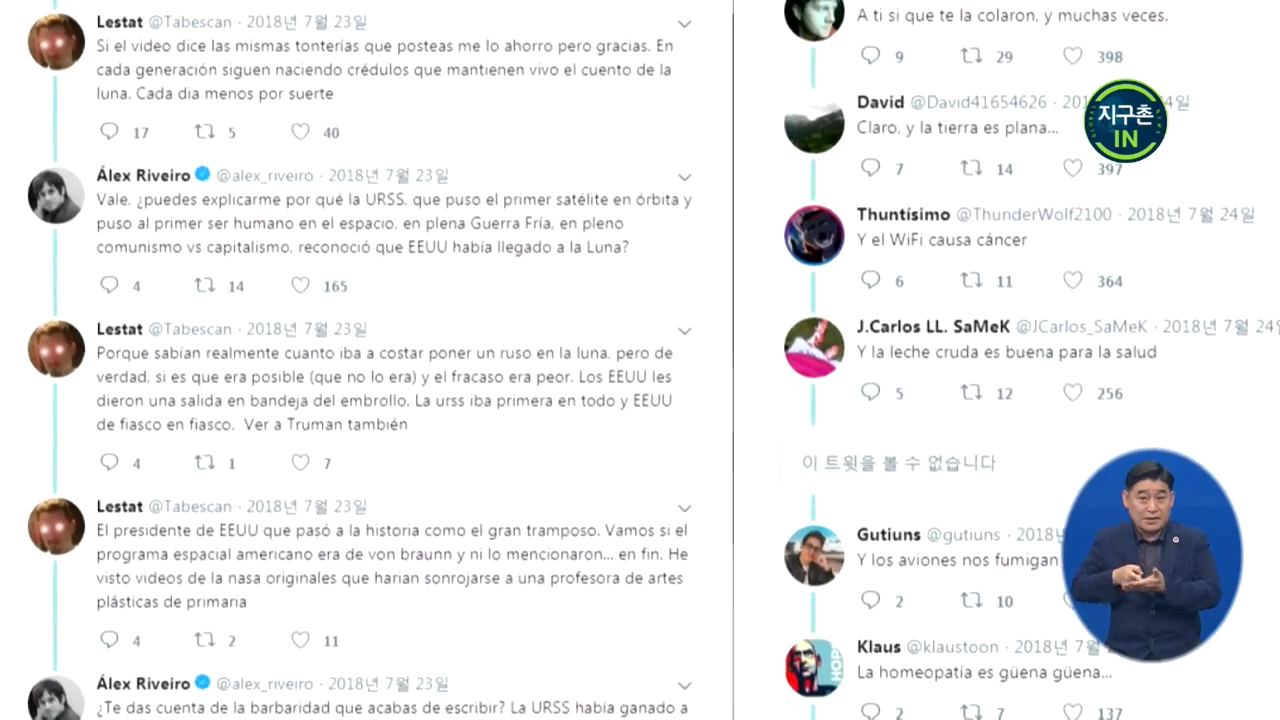 Lestat @Tabescan · 2018년 7월 23일
Si el video dice las mismas tonterías que posteas me lo ahorro pero gracias. En
cada generación siguen naciendo crédulos que mantienen vivo el cuento de la
luna. Cada dia menos por suerte
17 5 40
Álex Riveiro @alex_riveiro · 2018년 7월 23일
Vale, ¿puedes explicarme por qué la URSS, que puso el primer satélite en órbita y
puso al primer ser humano en el espacio, en plena Guerra Fría, en pleno
comunismo vs capitalismo, reconoció que EEUU había llegado a la Luna?
4 14 165
Lestat @Tabescan · 2018년 7월 23일
Porque sabían realmente cuanto iba a costar poner un ruso en la luna, pero de
verdad, si es que era posible (que no lo era) y el fracaso era peor. Los EEUU les
dieron una salida en bandeja del embrollo. La urss iba primera en todo y EEUU
de fiasco en fiasco. Ver a Truman también
4 1 7
Lestat @Tabescan · 2018년 7월 23일
El presidente de EEUU que pasó a la historia como el gran tramposo. Vamos si el
programa espacial americano era de von braunn y ni lo mencionaron... en fin. He
visto videos de la nasa originales que harian sonrojarse a una profesora de artes
plásticas de primaria
4 2 11
Álex Riveiro @alex_riveiro · 2018년 7월 23일
¿Te das cuenta de la barbaridad que acabas de escribir? La URSS había ganado a
A ti si que te la colaron, y muchas veces.
9 29 398
David @David41654626 · 201 4일
Claro, y la tierra es plana...
7 14 397
Thuntísimo @ThunderWolf2100 · 2018년 7월 24일
Y el WiFi causa cáncer
6 11 364
J.Carlos LL. SaMeK @JCarlos_SaMeK · 2018년 7월 24일
Y la leche cruda es buena para la salud
5 12 256
이 트윗을 볼 수 없습니다
Gutiuns @gutiuns · 2018년
Y los aviones nos fumigan
2 10
Klaus @klaustoon · 2018년 7월 2
La homeopatía es güena güena...
2 7 137
GLOBAL NEWS
지구촌
IN
HOPE